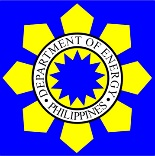 DEPARTMENT OF ENERGY
PHILIPPINES